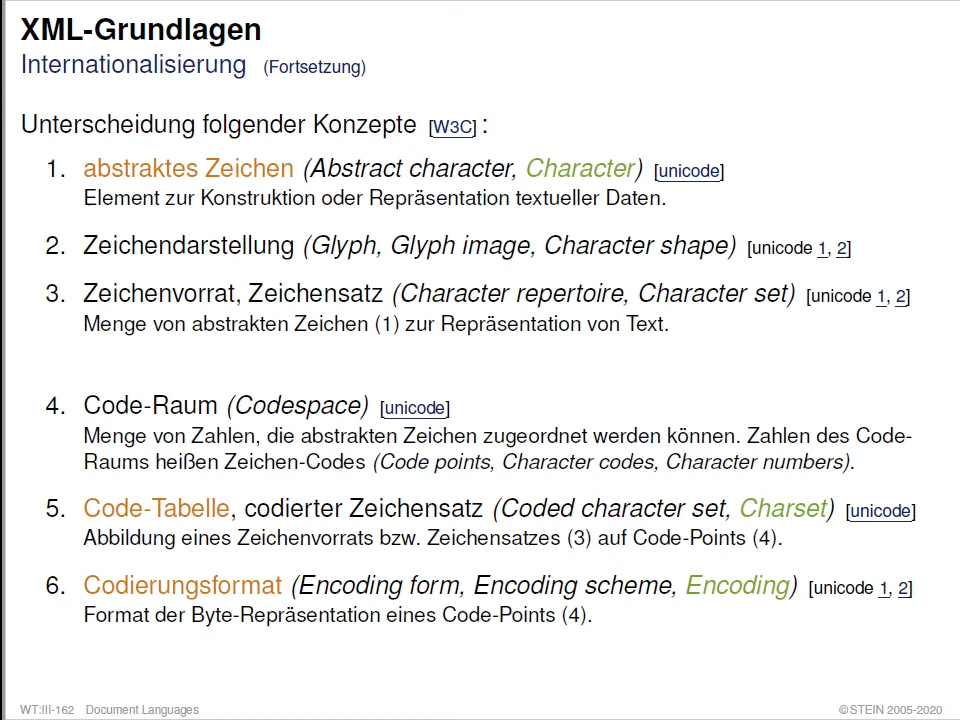 XML-Grundlagen
Internationalisierung (Fortsetzung)
Unterscheidung folgender Konzepte [W3C] :
1. abstraktes Zeichen (Abstract character, Character) [unicode]
Element zur Konstruktion oder Repräsentation textueller Daten.
2. Zeichendarstellung (Glyph, Glyph image, Character shape) [unicode 1, 2]
3. Zeichenvorrat, Zeichensatz (Character repertoire, Character set) [unicode 1, 2]
Menge von abstrakten Zeichen (1) zur Repräsentation von Text.
4. Code-Raum (Codespace) [unicode]
Menge von Zahlen, die abstrakten Zeichen zugeordnet werden können. Zahlen des Code-
Raums heißen Zeichen-Codes (Code points, Character codes, Character numbers).
5. Code-Tabelle, codierter Zeichensatz (Coded character set, Charset) [unicode]
Abbildung eines Zeichenvorrats bzw. Zeichensatzes (3) auf Code-Points (4).
6. Codierungsformat (Encoding form, Encoding scheme, Encoding) [unicode 1, 2]
Format der Byte-Repräsentation eines Code-Points (4).
WT:III-162 Document Languages ©STEIN 2005-2020